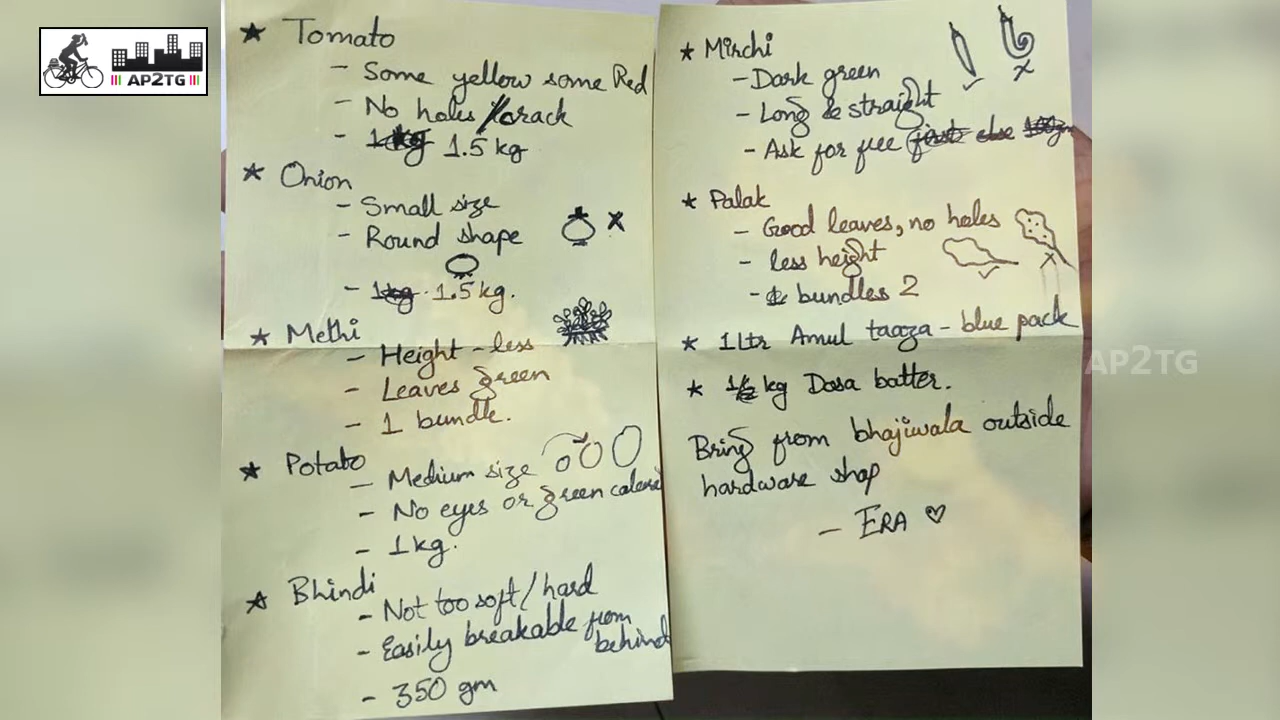 AP2TG
★ Tomato
- Some yellow some Red
- No holes/crack
- 1.5 kg
★ Onion
- Small size
- Round shape
- 1.5 kg.
★ Methi
- Height - less
- Leaves green
- 1 bundle.
★ Potato
- Medium size
- No eyes or green colored
- 1 kg.
★ Bhindi
- Not too soft/hard
- Easily breakable from
behind
- 350 gm
★ Mirchi
- Dark green
- Long & straight
- Ask for free
★ Palak
- Good leaves, no holes
- less height
- bundles 2
★ 1 Ltr Amul taaza - blue pack
★ kg Dosa batter.
Bring from bhajiwala outside
hardware shop
- ERA ♡
AP2TG